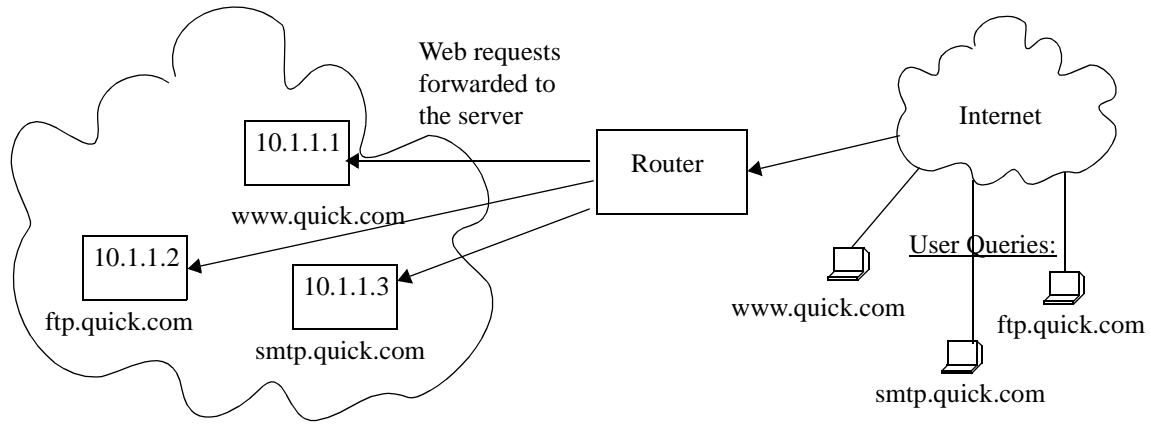 Web requests
forwarded to
the server
10.1.1.1
www.quick.com
10.1.1.2
ftp.quick.com
10.1.1.3
smtp.quick.com
Router
Internet
User Queries:
www.quick.com
ftp.quick.com
smtp.quick.com